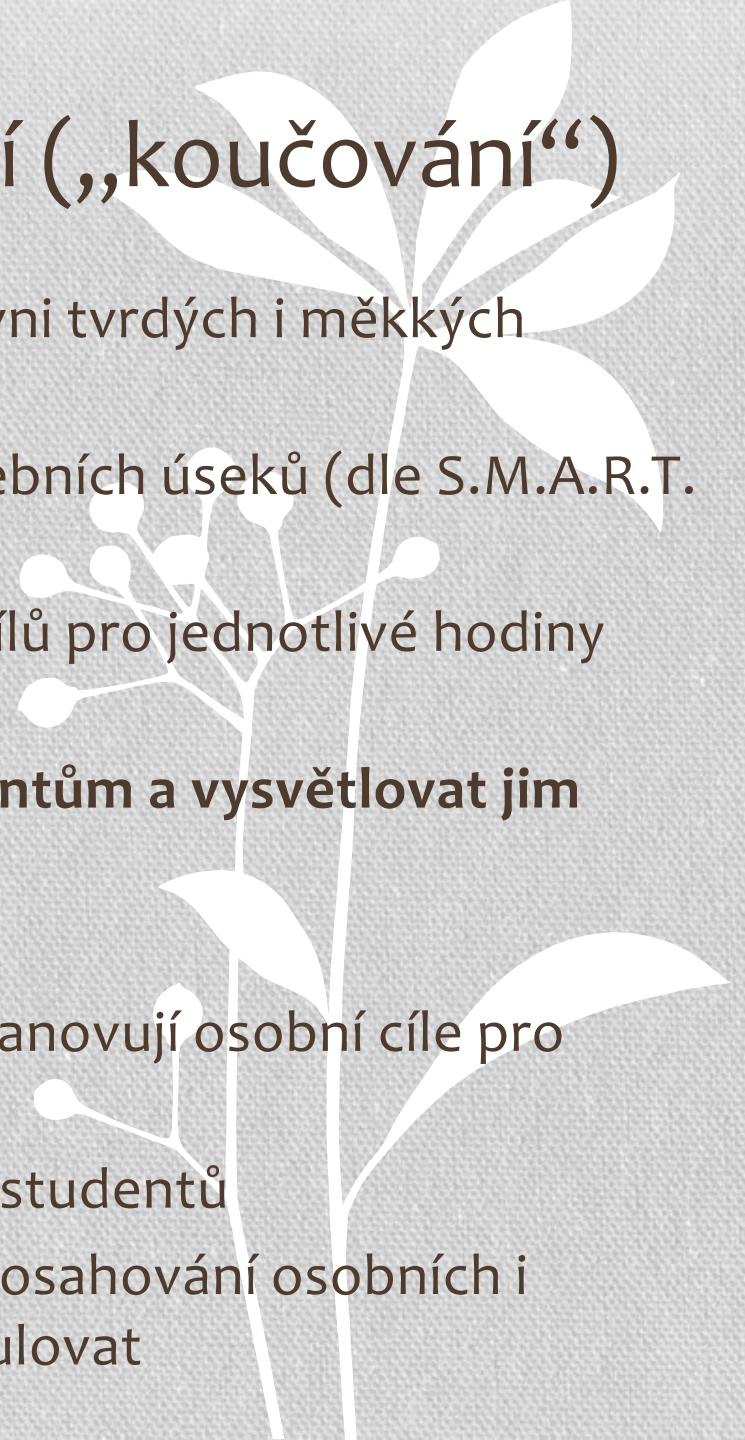 í („koučování“)
vni tvrdých i měkkých
ebních úseků (dle S.M.A.R.T.
ílů pro jednotlivé hodiny
ntům a vysvětlovat jim
anovují osobní cíle pro
studentů
osahování osobních i
ulovat